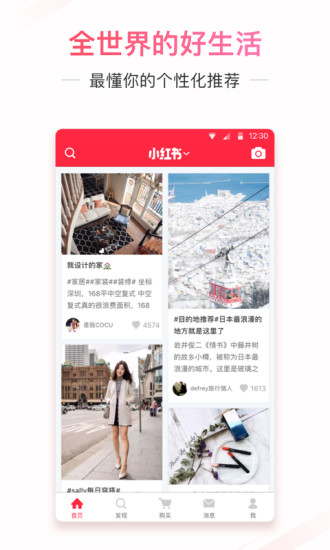 全世界的好生活
最懂你的个性化推荐
12:30
小红书
我设计的家
#家居##家装##装修# 坐标
深圳，168平中空复式 中空
复式真的很浪费面积，168
是我COCU
4574
#目的地推荐#日本最浪漫的
地方就是这里了
岩井俊二《情书》中藤井树
的故乡小樽，被称为日本最
浪漫的城市。这里是玻璃之
defrey旅行懒人
1613
#sally每日穿搭#
首页
发现
购买
消息
我